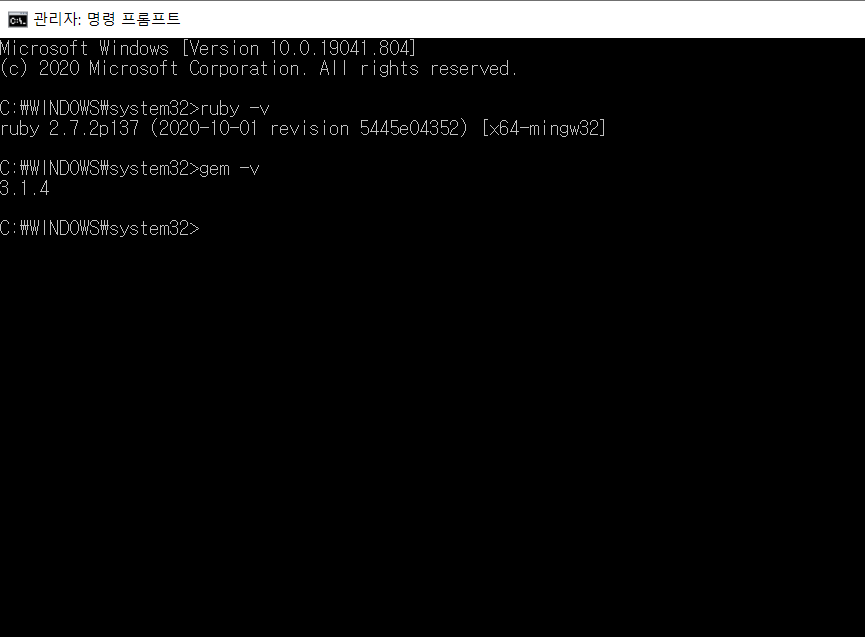 관리자: 명령 프롬프트
Microsoft Windows [Version 10.0.19041.804]
(c) 2020 Microsoft Corporation. All rights reserved.
C:₩WINDOWS₩system32>ruby -v
ruby 2.7.2p137 (2020-10-01 revision 5445e04352) [x64-mingw32]
C:₩WINDOWS₩system32>gem -v
3.1.4
C:₩WINDOWS₩system32>